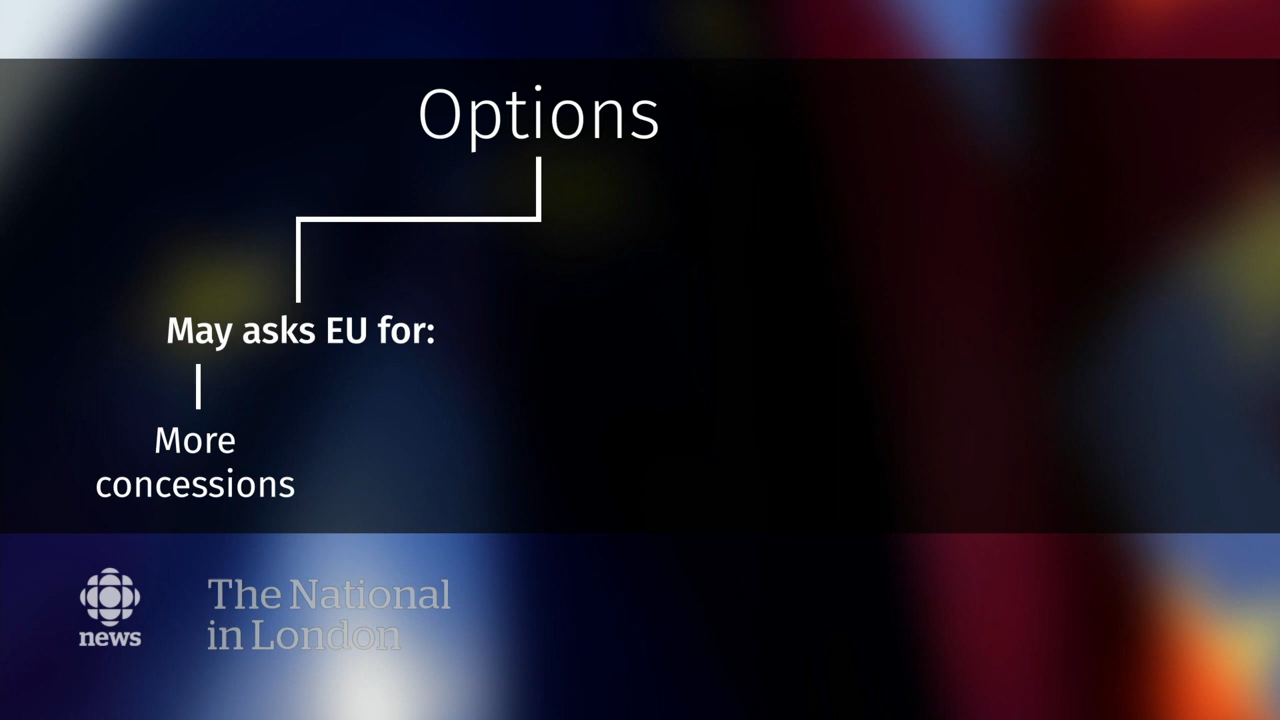 Options
May asks EU for:
More
concessions
news
The National
in London